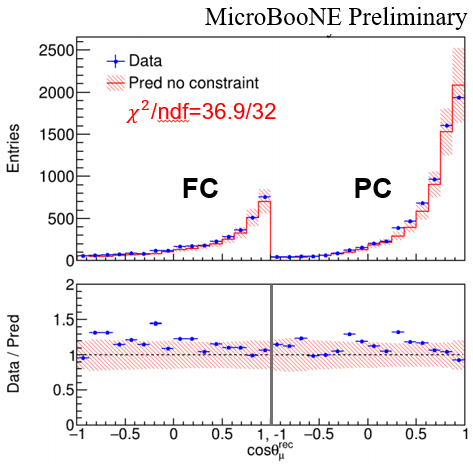 MicroBooNE Preliminary
Entries
2500
2000
1500
1000
500
0
Data
Pred no constraint
χ²/ndf=36.9/32
FC
PC
Data / Pred
2
1.5
1
0.5
0
−1 −0.5 0 0.5 1, -1 −0.5 0 0.5 1
cosθμrec